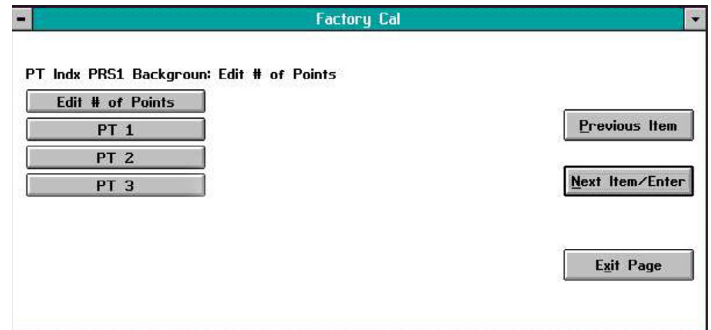 Factory Cal
PT Indx PRS1 Backgroun: Edit # of Points
Edit # of Points
PT 1
PT 2
PT 3
Previous Item
Next Item/Enter
Exit Page